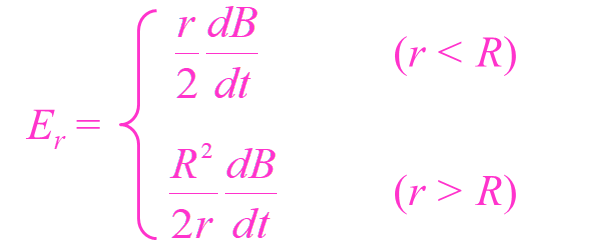 E_r = { r/2 dB/dt (r < R)
R²/2r dB/dt (r > R)